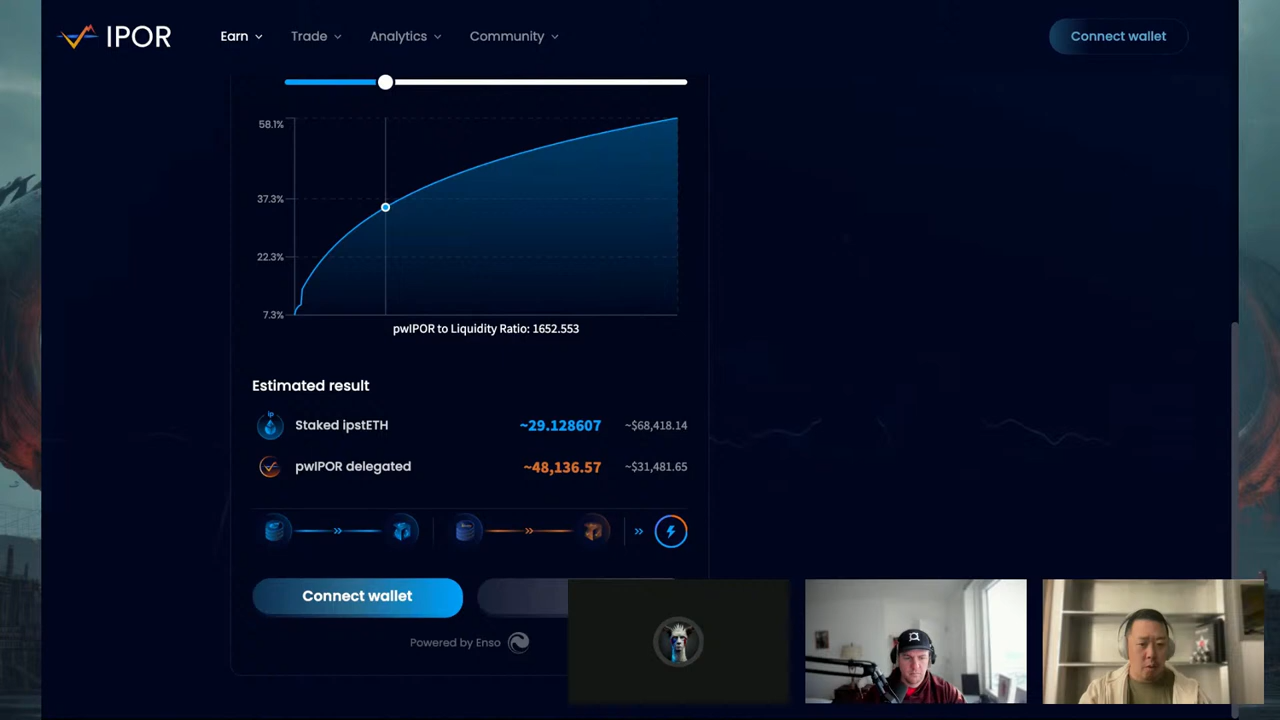 IPOR
Earn Trade Analytics Community Connect wallet
58.1%
37.3%
22.3%
7.3%
pwIPOR to Liquidity Ratio: 1652.553
Estimated result
ip
Staked ipstETH ~29.128607 ~$68,418.14
pwIPOR delegated ~48,136.57 ~$31,481.65
Connect wallet
Powered by Enso